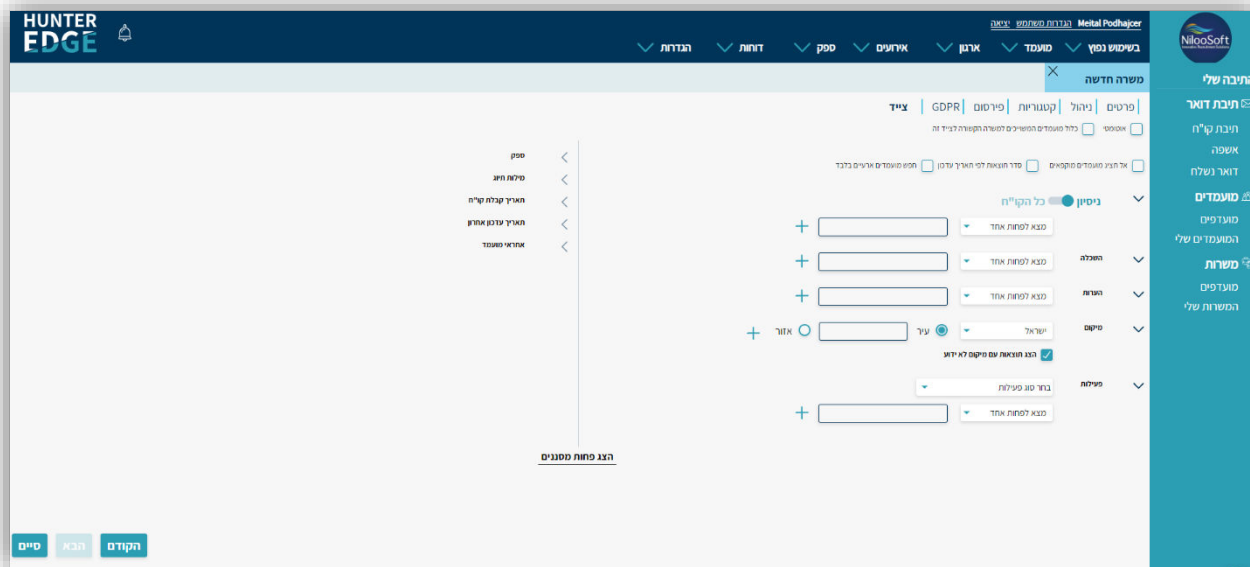 HUNTER
EDGE
Meital Podhajcer הגדרות משתמש יציאה
NilooSoft
בשימוש נפוץ מועמד ארגון אירועים ספק דוחות הגדרות
משרה חדשה
פרטים ניהול קטגוריות פירסום GDPR צייד
אוטומטי כלול מועמדים המשוייכים למשרה הקשורה לצייד זה
אל תציג מועמדים מוקפאים סדר תוצאות לפי תאריך עדכון חפש מועמדים ארעיים בלבד
ניסיון כל הקו"ח
מצא לפחות אחד
השכלה מצא לפחות אחד
הערות מצא לפחות אחד
מיקום ישראל עיר אזור
הצג תוצאות עם מיקום לא ידוע
פעילות בחר סוג פעילות
מצא לפחות אחד
ספק
מילות חיוג
תאריך קבלת קו"ח
תאריך עדכון אחרון
אחראי מועמד
הצג פחות מסננים
הקודם הבא סיים
התיבה שלי
תיבת דואר
תיבת קו"ח
אשפה
דואר נשלח
מועמדים
מועדפים
המועמדים שלי
משרות
מועדפים
המשרות שלי